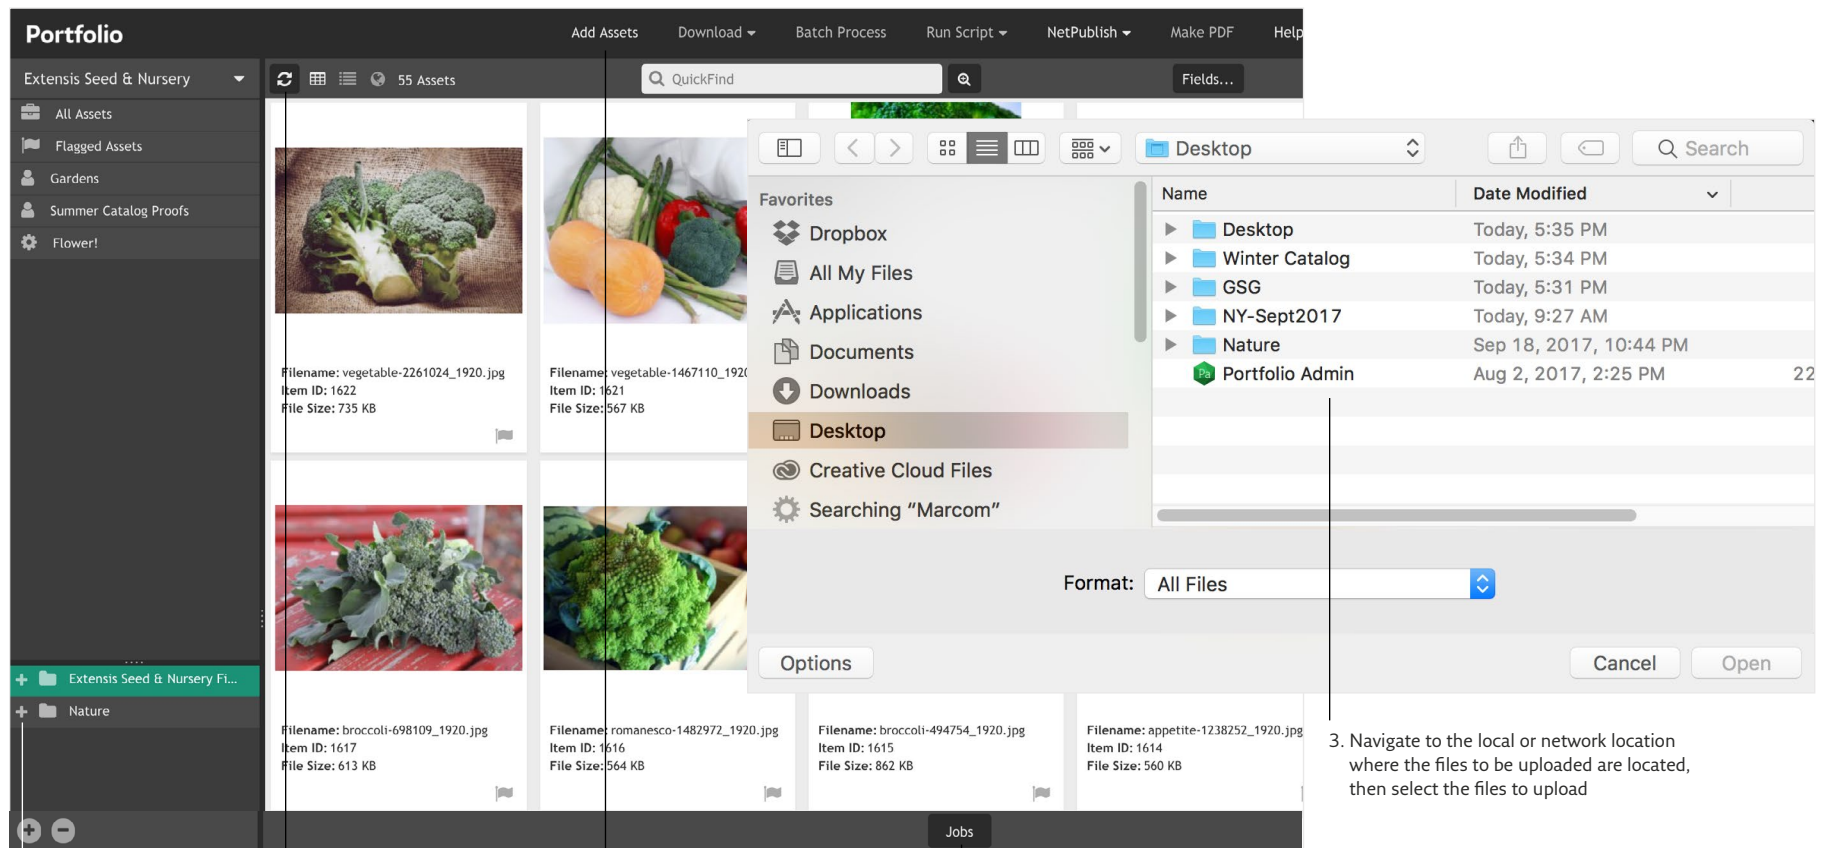 Portfolio
Add Assets Download Batch Process Run Script NetPublish Make PDF Help
Extensis Seed & Nursery
55 Assets
QuickFind
Fields...
All Assets
Flagged Assets
Gardens
Summer Catalog Proofs
Flower!
Filename: vegetable-2261024_1920.jpg
Item ID: 1622
File Size: 735 KB
Filename: vegetable-1467110_1920
Item ID: 1621
File Size: 567 KB
Desktop
Search
Favorites
Dropbox
All My Files
Applications
Documents
Downloads
Desktop
Creative Cloud Files
Searching “Marcom”
Name Date Modified
Desktop Today, 5:35 PM
Winter Catalog Today, 5:34 PM
GSG Today, 5:31 PM
NY-Sept2017 Today, 9:27 AM
Nature Sep 18, 2017, 10:44 PM
Pa Portfolio Admin Aug 2, 2017, 2:25 PM 22
Format: All Files
Options
Cancel
Open
Extensis Seed & Nursery Fi...
Nature
Filename: broccoli-698109_1920.jpg
Item ID: 1617
File Size: 613 KB
Filename: romanesco-1482972_1920.jpg
Item ID: 1616
File Size: 564 KB
Filename: broccoli-494754_1920.jpg
Item ID: 1615
File Size: 862 KB
Filename: appetite-1238252_1920.jpg
Item ID: 1614
File Size: 560 KB
3. Navigate to the local or network location
where the files to be uploaded are located,
then select the files to upload
Jobs